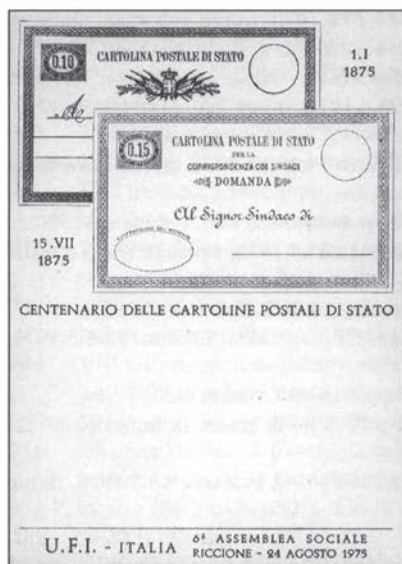 0.10
CARTOLINA POSTALE DI STATO
1.I
1875
0.15
CARTOLINA POSTALE DI STATO
PER LA
CORRISPONDENZA COI SINDACI
DOMANDA
Al Signor Sindaco di
15.VII
1875
CENTENARIO DELLE CARTOLINE POSTALI DI STATO
U.F.I. - ITALIA
6ª ASSEMBLEA SOCIALE
RICCIONE - 24 AGOSTO 1975